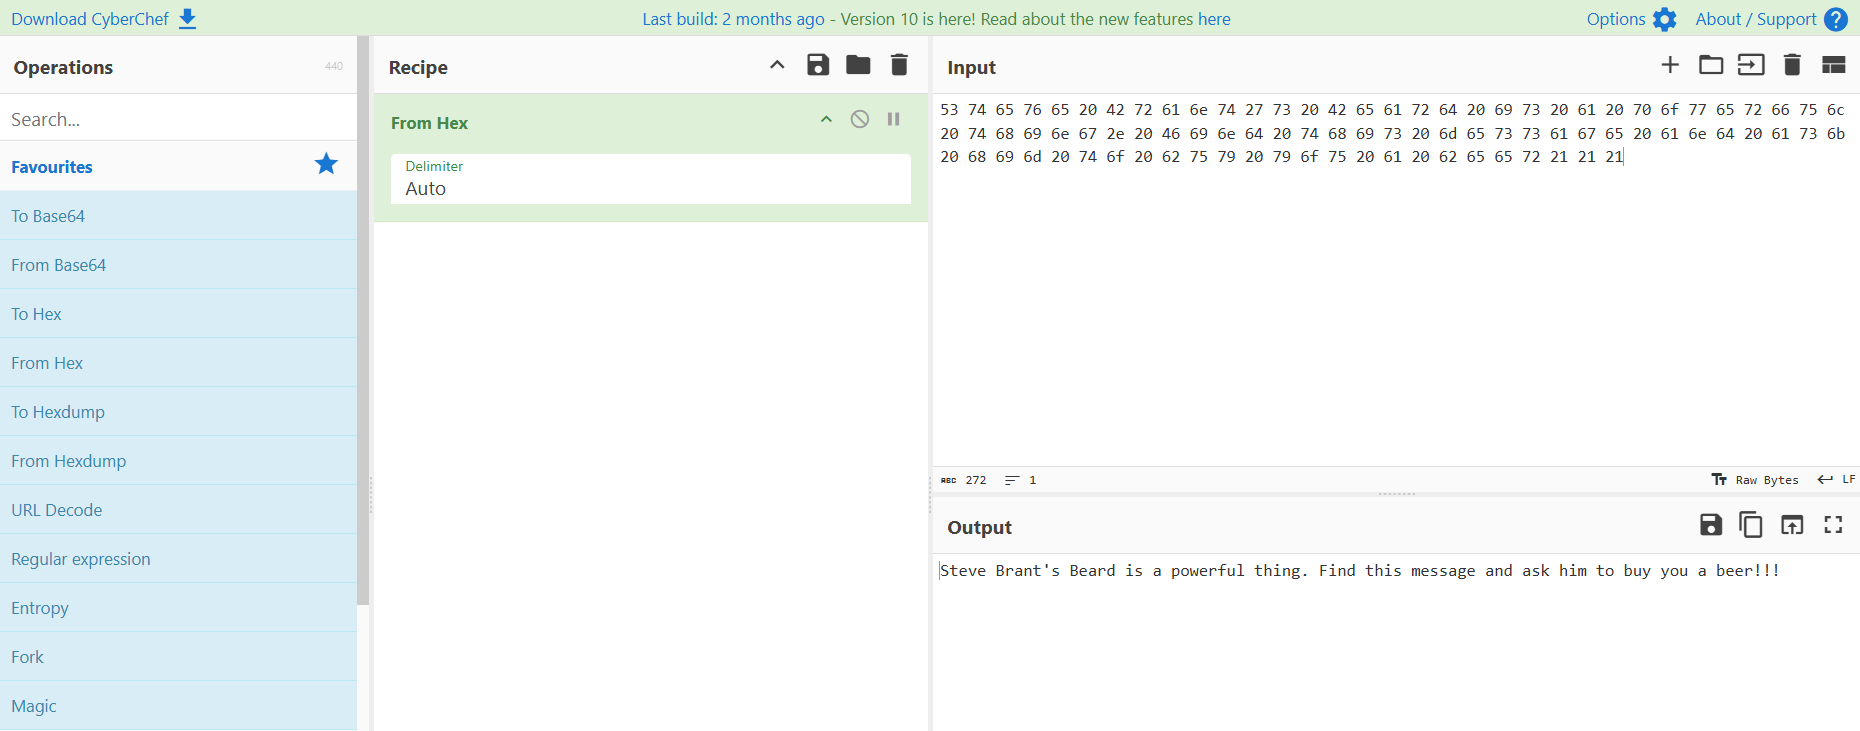 Download CyberChef
Last build: 2 months ago - Version 10 is here! Read about the new features here
Options
About / Support
Operations
440
Search...
Favourites
To Base64
From Base64
To Hex
From Hex
To Hexdump
From Hexdump
URL Decode
Regular expression
Entropy
Fork
Magic
Recipe
From Hex
Delimiter
Auto
Input
53 74 65 76 65 20 42 72 61 6e 74 27 73 20 42 65 61 72 64 20 69 73 20 61 20 70 6f 77 65 72 66 75 6c
20 74 68 69 6e 67 2e 20 46 69 6e 64 20 74 68 69 73 20 6d 65 73 73 61 67 65 20 61 6e 64 20 61 73 6b
20 68 69 6d 20 74 6f 20 62 75 79 20 79 6f 75 20 61 20 62 65 65 72 21 21 21
ABC 272 1
Tт Raw Bytes LF
Output
Steve Brant's Beard is a powerful thing. Find this message and ask him to buy you a beer!!!